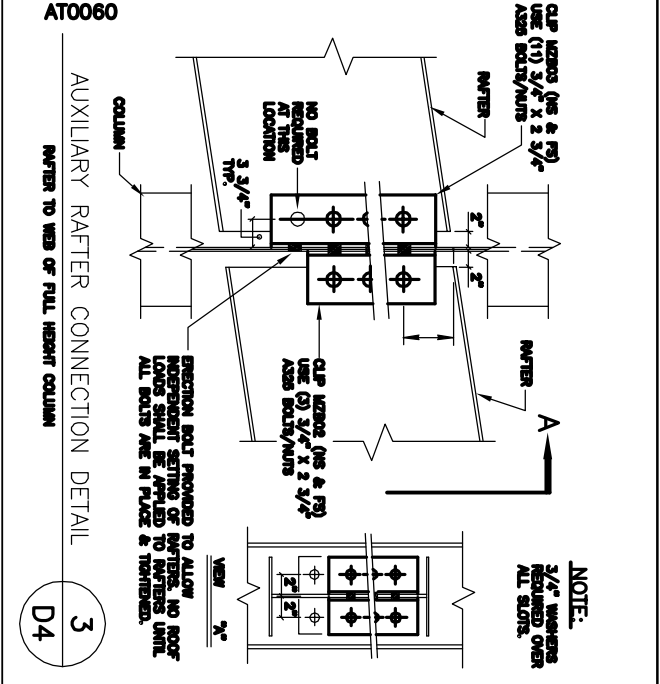 CLIP MZB03 (NS & FS)
USE (11) 3/4" X 2 3/4"
A325 BOLTS/NUTS
RAFTER
NO BOLT
REQUIRED
AT THIS
LOCATION
3 3/4"
TYP.
COLUMN
2"
2"
RAFTER
A
CLIP MZB02 (NS & FS)
USE (3) 3/4" X 2 3/4"
A325 BOLTS/NUTS
ERECTION BOLT PROVIDED TO ALLOW
INDEPENDENT SETTING OF RAFTERS. NO ROOF
LOADS SHALL BE APPLIED TO RAFTERS UNTIL
ALL BOLTS ARE IN PLACE & TIGHTENED.
NOTE:
3/4" WASHERS
REQUIRED OVER
ALL SLOTS.
2"
2"
VIEW "A"
AT0060
AUXILIARY RAFTER CONNECTION DETAIL
RAFTER TO WEB OF FULL HEIGHT COLUMN
3
D4